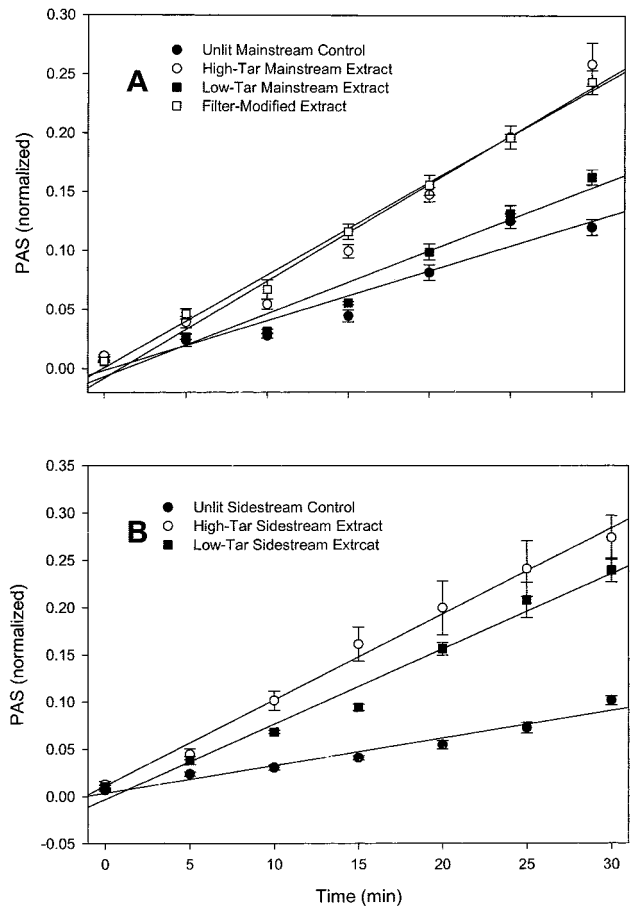 0.30
0.25
0.20
0.15
0.10
0.05
0.00
PAS (normalized)
A
Unlit Mainstream Control
High-Tar Mainstream Extract
Low-Tar Mainstream Extract
Filter-Modified Extract
0.35
0.30
0.25
0.20
0.15
0.10
0.05
0.00
-0.05
PAS (normalized)
B
Unlit Sidestream Control
High-Tar Sidestream Extract
Low-Tar Sidestream Extrcat
0 5 10 15 20 25 30
Time (min)